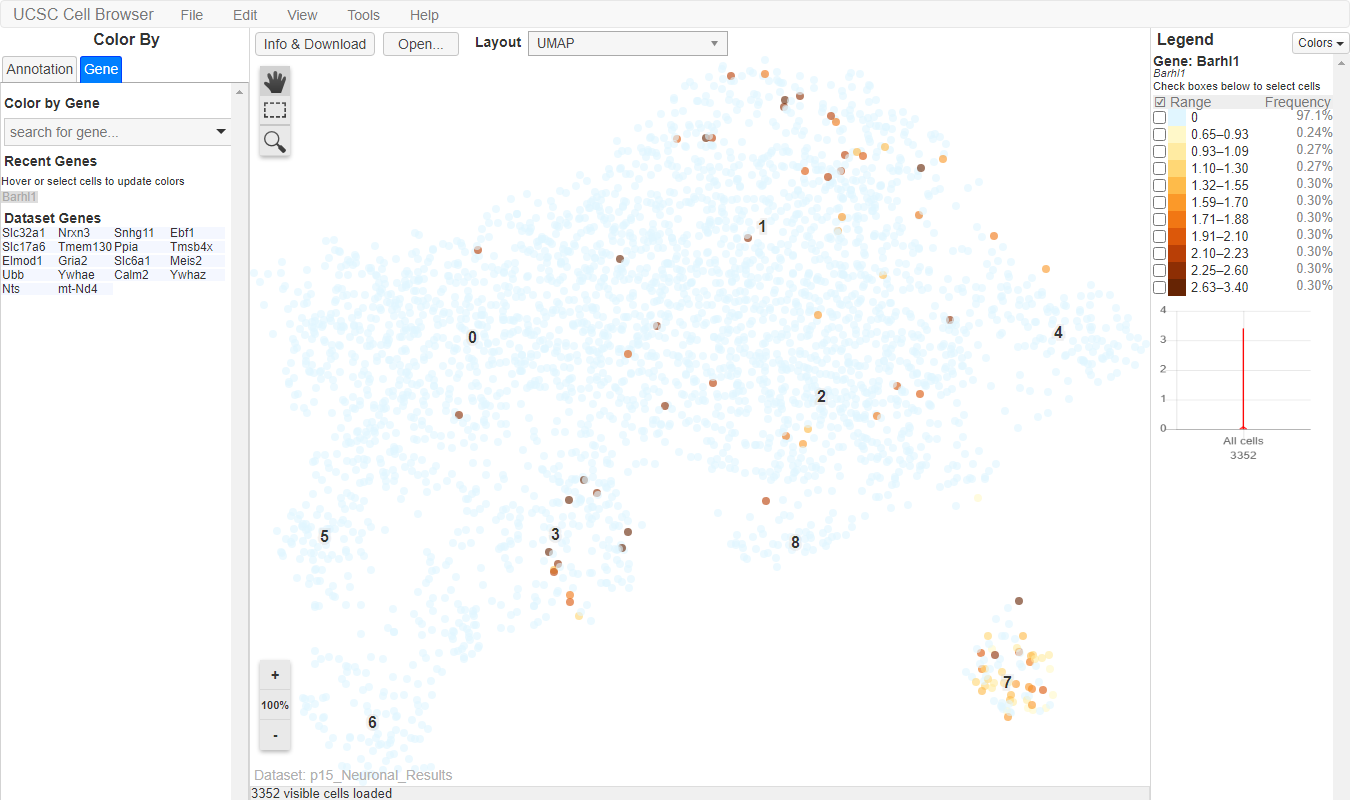 UCSC Cell Browser File Edit View Tools Help
Color By
Annotation Gene
Color by Gene
search for gene...
Recent Genes
Hover or select cells to update colors
Barhl1
Dataset Genes
Slc32a1 Nrxn3 Snhg11 Ebf1
Slc17a6 Tmem130 Ppia Tmsb4x
Elmod1 Gria2 Slc6a1 Meis2
Ubb Ywhae Calm2 Ywhaz
Nts mt-Nd4
Info & Download Open... Layout UMAP
1
0
4
2
3
5
8
7
6
+
100%
-
Dataset: p15_Neuronal_Results
3352 visible cells loaded
Legend Colors
Gene: Barhl1
Barhl1
Check boxes below to select cells
Range Frequency
0 97.1%
0.65–0.93 0.24%
0.93–1.09 0.27%
1.10–1.30 0.27%
1.32–1.55 0.30%
1.59–1.70 0.30%
1.71–1.88 0.30%
1.91–2.10 0.30%
2.10–2.23 0.30%
2.25–2.60 0.30%
2.63–3.40 0.30%
4
3
2
1
0
All cells
3352